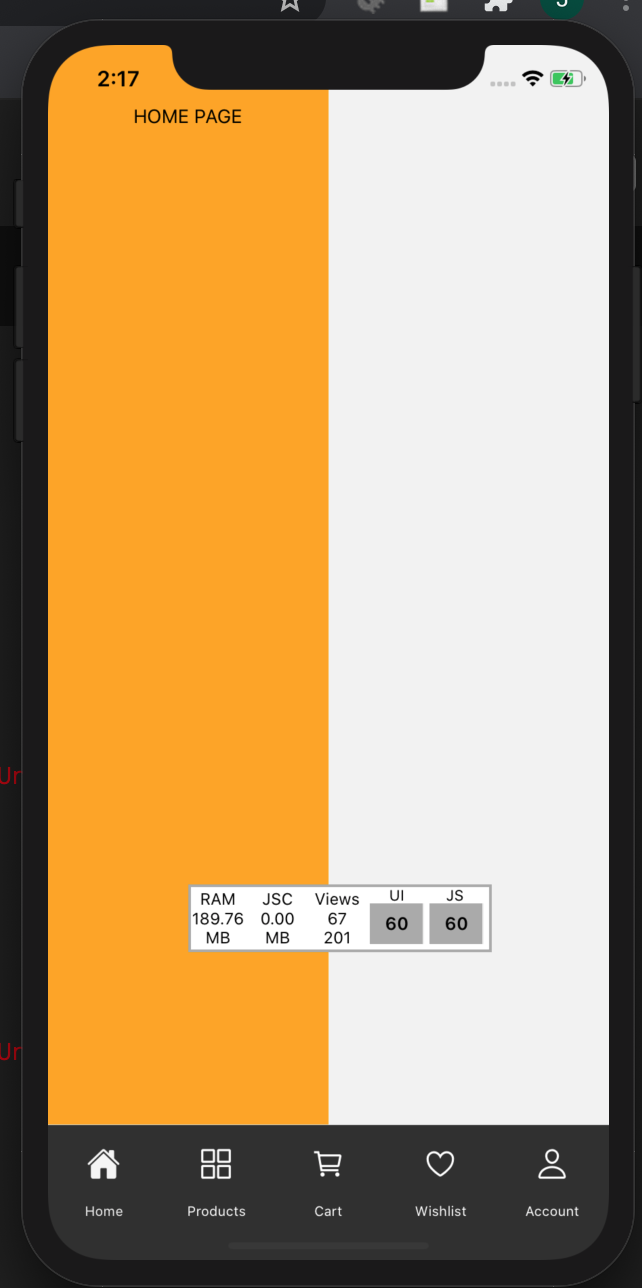 5
2:17
HOME PAGE
Ur
RAM JSC Views UI JS
189.76 0.00 67 60 60
MB MB 201
Ur
Home Products Cart Wishlist Account